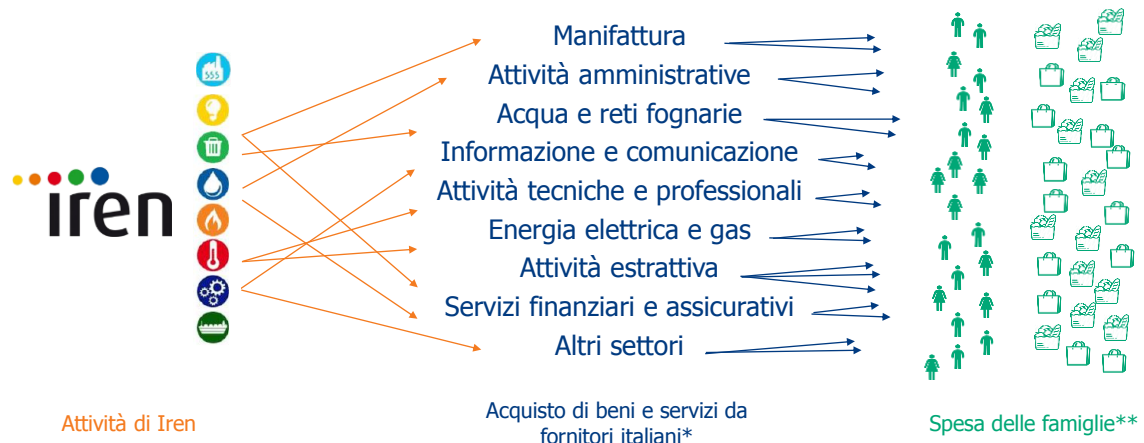 Manifattura
Attività amministrative
Acqua e reti fognarie
Informazione e comunicazione
iren
Attività tecniche e professionali
Energia elettrica e gas
Attività estrattiva
Servizi finanziari e assicurativi
Altri settori
Attività di Iren
Acquisto di beni e servizi da
fornitori italiani*
Spesa delle famiglie**